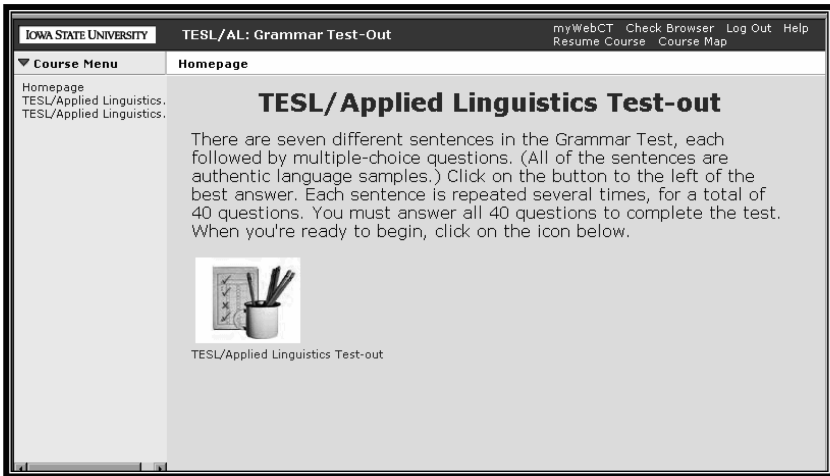 IOWA STATE UNIVERSITY
TESL/AL: Grammar Test-Out
myWebCT Check Browser Log Out Help
Resume Course Course Map
Course Menu
Homepage
Homepage
TESL/Applied Linguistics.
TESL/Applied Linguistics.
TESL/Applied Linguistics Test-out
There are seven different sentences in the Grammar Test, each
followed by multiple-choice questions. (All of the sentences are
authentic language samples.) Click on the button to the left of the
best answer. Each sentence is repeated several times, for a total of
40 questions. You must answer all 40 questions to complete the test.
When you're ready to begin, click on the icon below.
TESL/Applied Linguistics Test-out